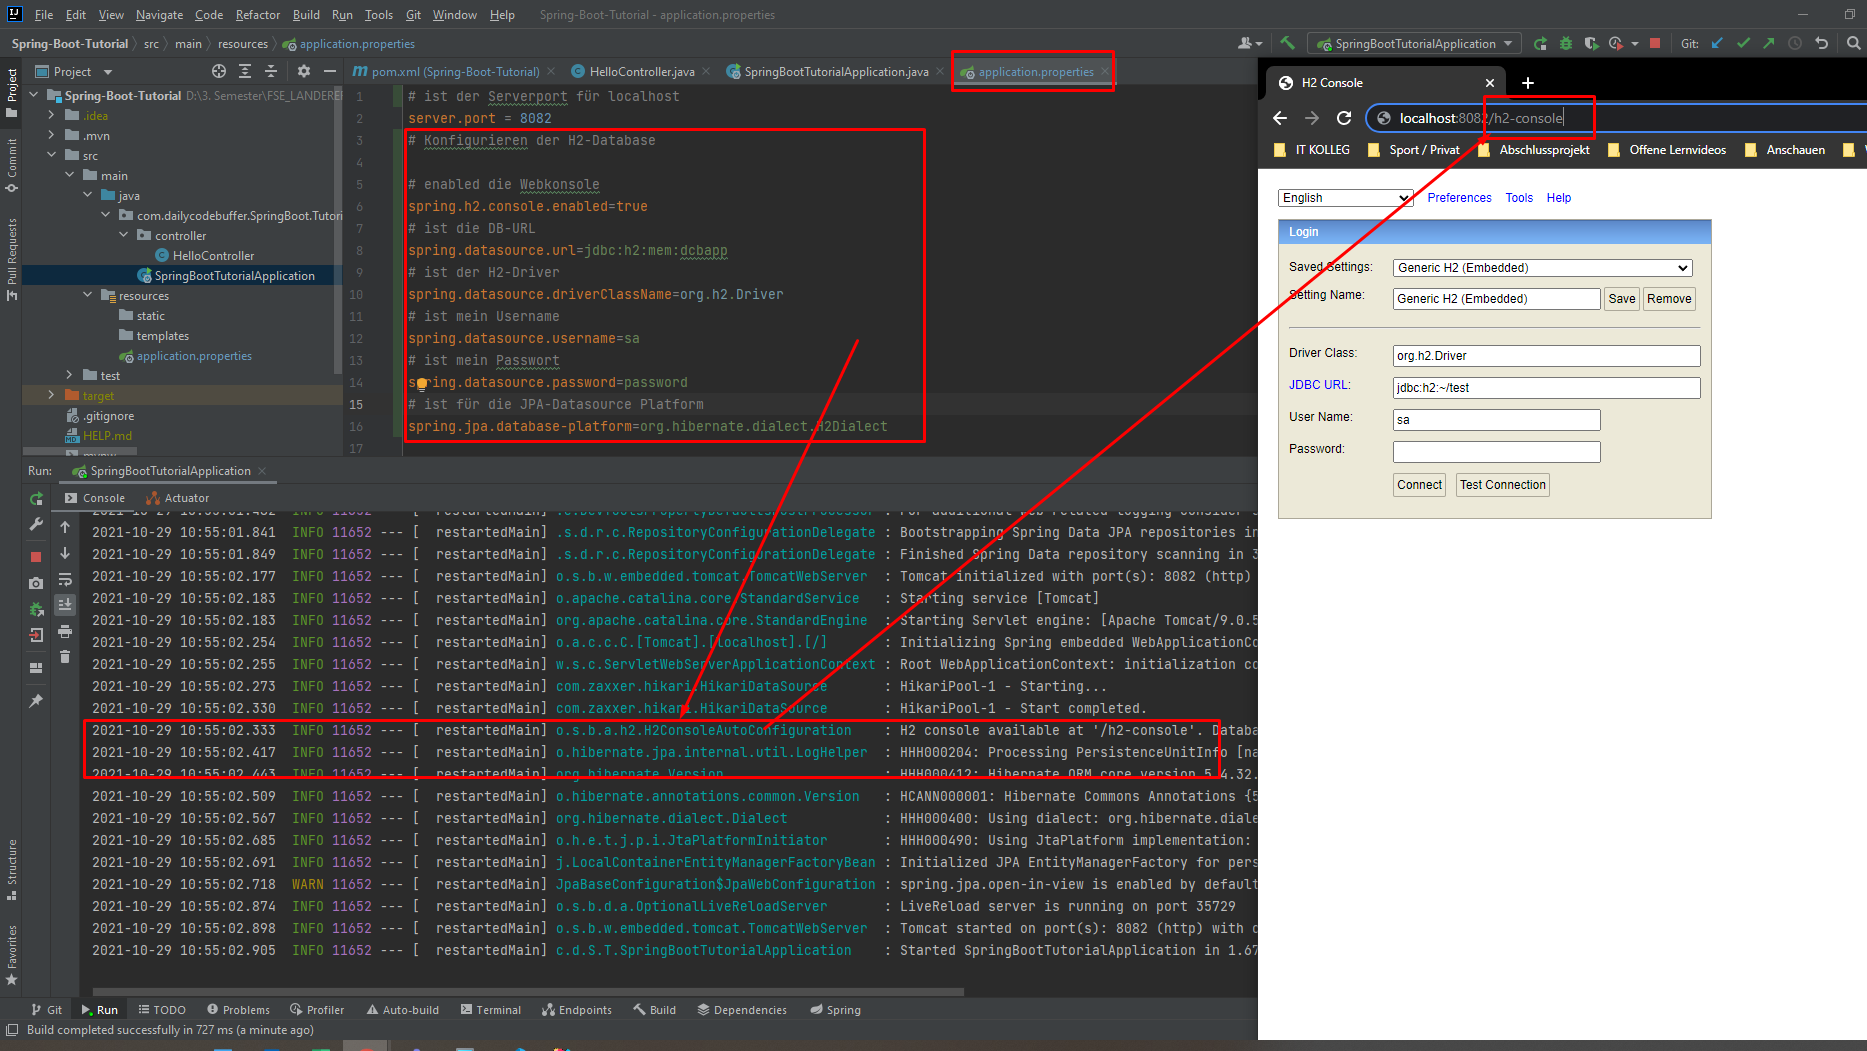 File Edit View Navigate Code Refactor Build Run Tools Git Window Help Spring-Boot-Tutorial - application.properties
Spring-Boot-Tutorial src main resources application.properties SpringBootTutorialApplication Git:
Project
Project
Commit
Pull Requests
Spring-Boot-Tutorial D:\3. Semester\FSE_LANDERER
.idea
.mvn
src
main
java
com.dailycodebuffer.SpringBoot.Tutori
controller
HelloController
SpringBootTutorialApplication
resources
static
templates
application.properties
test
target
.gitignore
HELP.md
pom.xml (Spring-Boot-Tutorial) HelloController.java SpringBootTutorialApplication.java application.properties
1 # ist der Serverport für localhost
2 server.port = 8082
3 # Konfigurieren der H2-Database
4
5 # enabled die Webkonsole
6 spring.h2.console.enabled=true
7 # ist die DB-URL
8 spring.datasource.url=jdbc:h2:mem:dcbapp
9 # ist der H2-Driver
10 spring.datasource.driverClassName=org.h2.Driver
11 # ist mein Username
12 spring.datasource.username=sa
13 # ist mein Passwort
14 spring.datasource.password=password
15 # ist für die JPA-Datasource Platform
16 spring.jpa.database-platform=org.hibernate.dialect.H2Dialect
17
H2 Console
localhost:8082/h2-console
IT KOLLEG Sport / Privat Abschlussprojekt Offene Lernvideos Anschauen
English Preferences Tools Help
Login
Saved Settings: Generic H2 (Embedded)
Setting Name: Generic H2 (Embedded) Save Remove
Driver Class: org.h2.Driver
JDBC URL: jdbc:h2:~/test
User Name: sa
Password:
Connect Test Connection
Run: SpringBootTutorialApplication
Console Actuator
2021-10-29 10:55:01.841 INFO 11652 --- [ restartedMain] .s.d.r.c.RepositoryConfigurationDelegate : Bootstrapping Spring Data JPA repositories in
2021-10-29 10:55:01.849 INFO 11652 --- [ restartedMain] .s.d.r.c.RepositoryConfigurationDelegate : Finished Spring Data repository scanning in 3
2021-10-29 10:55:02.177 INFO 11652 --- [ restartedMain] o.s.b.w.embedded.tomcat.TomcatWebServer : Tomcat initialized with port(s): 8082 (http)
2021-10-29 10:55:02.183 INFO 11652 --- [ restartedMain] o.apache.catalina.core.StandardService : Starting service [Tomcat]
2021-10-29 10:55:02.183 INFO 11652 --- [ restartedMain] org.apache.catalina.core.StandardEngine : Starting Servlet engine: [Apache Tomcat/9.0.5
2021-10-29 10:55:02.254 INFO 11652 --- [ restartedMain] o.a.c.c.C.[Tomcat].[localhost].[/] : Initializing Spring embedded WebApplicationCo
2021-10-29 10:55:02.255 INFO 11652 --- [ restartedMain] w.s.c.ServletWebServerApplicationContext : Root WebApplicationContext: initialization co
2021-10-29 10:55:02.273 INFO 11652 --- [ restartedMain] com.zaxxer.hikari.HikariDataSource : HikariPool-1 - Starting...
2021-10-29 10:55:02.330 INFO 11652 --- [ restartedMain] com.zaxxer.hikari.HikariDataSource : HikariPool-1 - Start completed.
2021-10-29 10:55:02.333 INFO 11652 --- [ restartedMain] o.s.b.a.h2.H2ConsoleAutoConfiguration : H2 console available at '/h2-console'. Databa
2021-10-29 10:55:02.417 INFO 11652 --- [ restartedMain] o.hibernate.jpa.internal.util.LogHelper : HHH000204: Processing PersistenceUnitInfo [na
2021-10-29 10:55:02.443 INFO 11652 --- [ restartedMain] org.hibernate.Version : HHH000412: Hibernate ORM core version 5.4.32.
2021-10-29 10:55:02.509 INFO 11652 --- [ restartedMain] o.hibernate.annotations.common.Version : HCANN000001: Hibernate Commons Annotations {5
2021-10-29 10:55:02.567 INFO 11652 --- [ restartedMain] org.hibernate.dialect.Dialect : HHH000400: Using dialect: org.hibernate.diale
2021-10-29 10:55:02.685 INFO 11652 --- [ restartedMain] o.h.e.t.j.p.i.JtaPlatformInitiator : HHH000490: Using JtaPlatform implementation:
2021-10-29 10:55:02.691 INFO 11652 --- [ restartedMain] j.LocalContainerEntityManagerFactoryBean : Initialized JPA EntityManagerFactory for pers
2021-10-29 10:55:02.718 WARN 11652 --- [ restartedMain] JpaBaseConfiguration$JpaWebConfiguration : spring.jpa.open-in-view is enabled by default
2021-10-29 10:55:02.874 INFO 11652 --- [ restartedMain] o.s.b.d.a.OptionalLiveReloadServer : LiveReload server is running on port 35729
2021-10-29 10:55:02.898 INFO 11652 --- [ restartedMain] o.s.b.w.embedded.tomcat.TomcatWebServer : Tomcat started on port(s): 8082 (http) with c
2021-10-29 10:55:02.905 INFO 11652 --- [ restartedMain] c.d.S.T.SpringBootTutorialApplication : Started SpringBootTutorialApplication in 1.67
Structure
Favorites
Git Run TODO Problems Profiler Auto-build Terminal Endpoints Build Dependencies Spring
Build completed successfully in 727 ms (a minute ago)